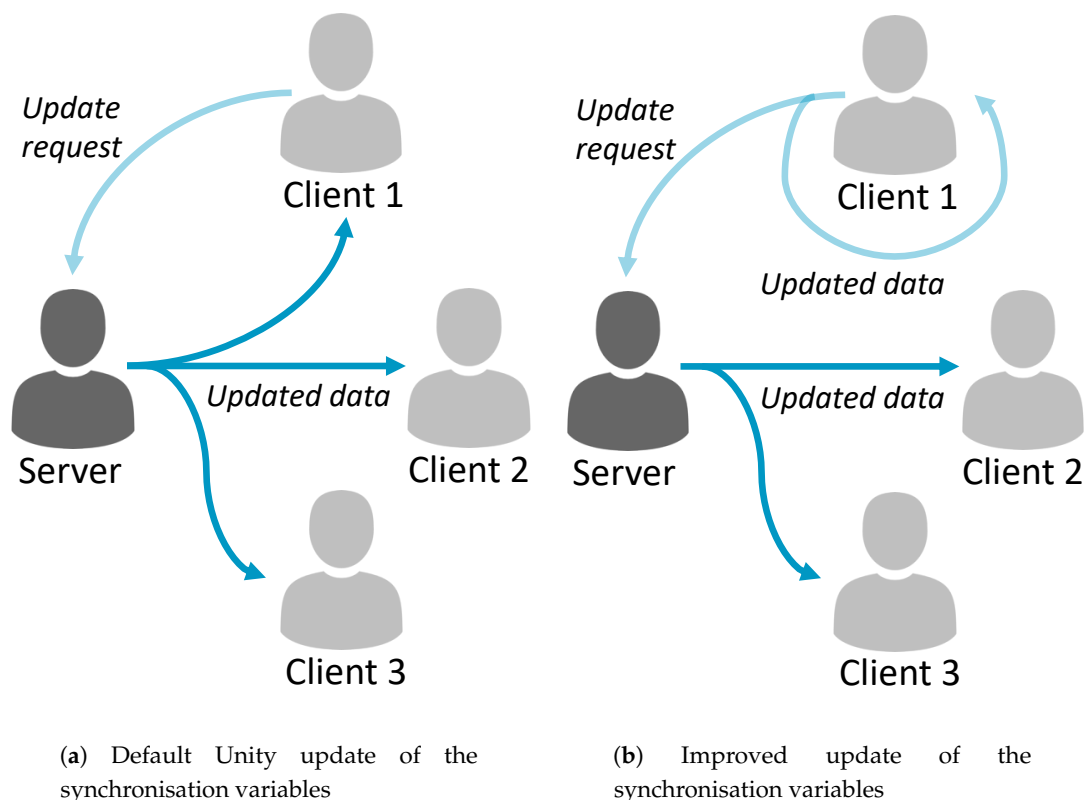 Update
request
Client 1
Server
Updated data
Client 2
Client 3
(a) Default Unity update of the
synchronisation variables
Update
request
Client 1
Updated data
Server
Updated data
Client 2
Client 3
(b) Improved update of the
synchronisation variables